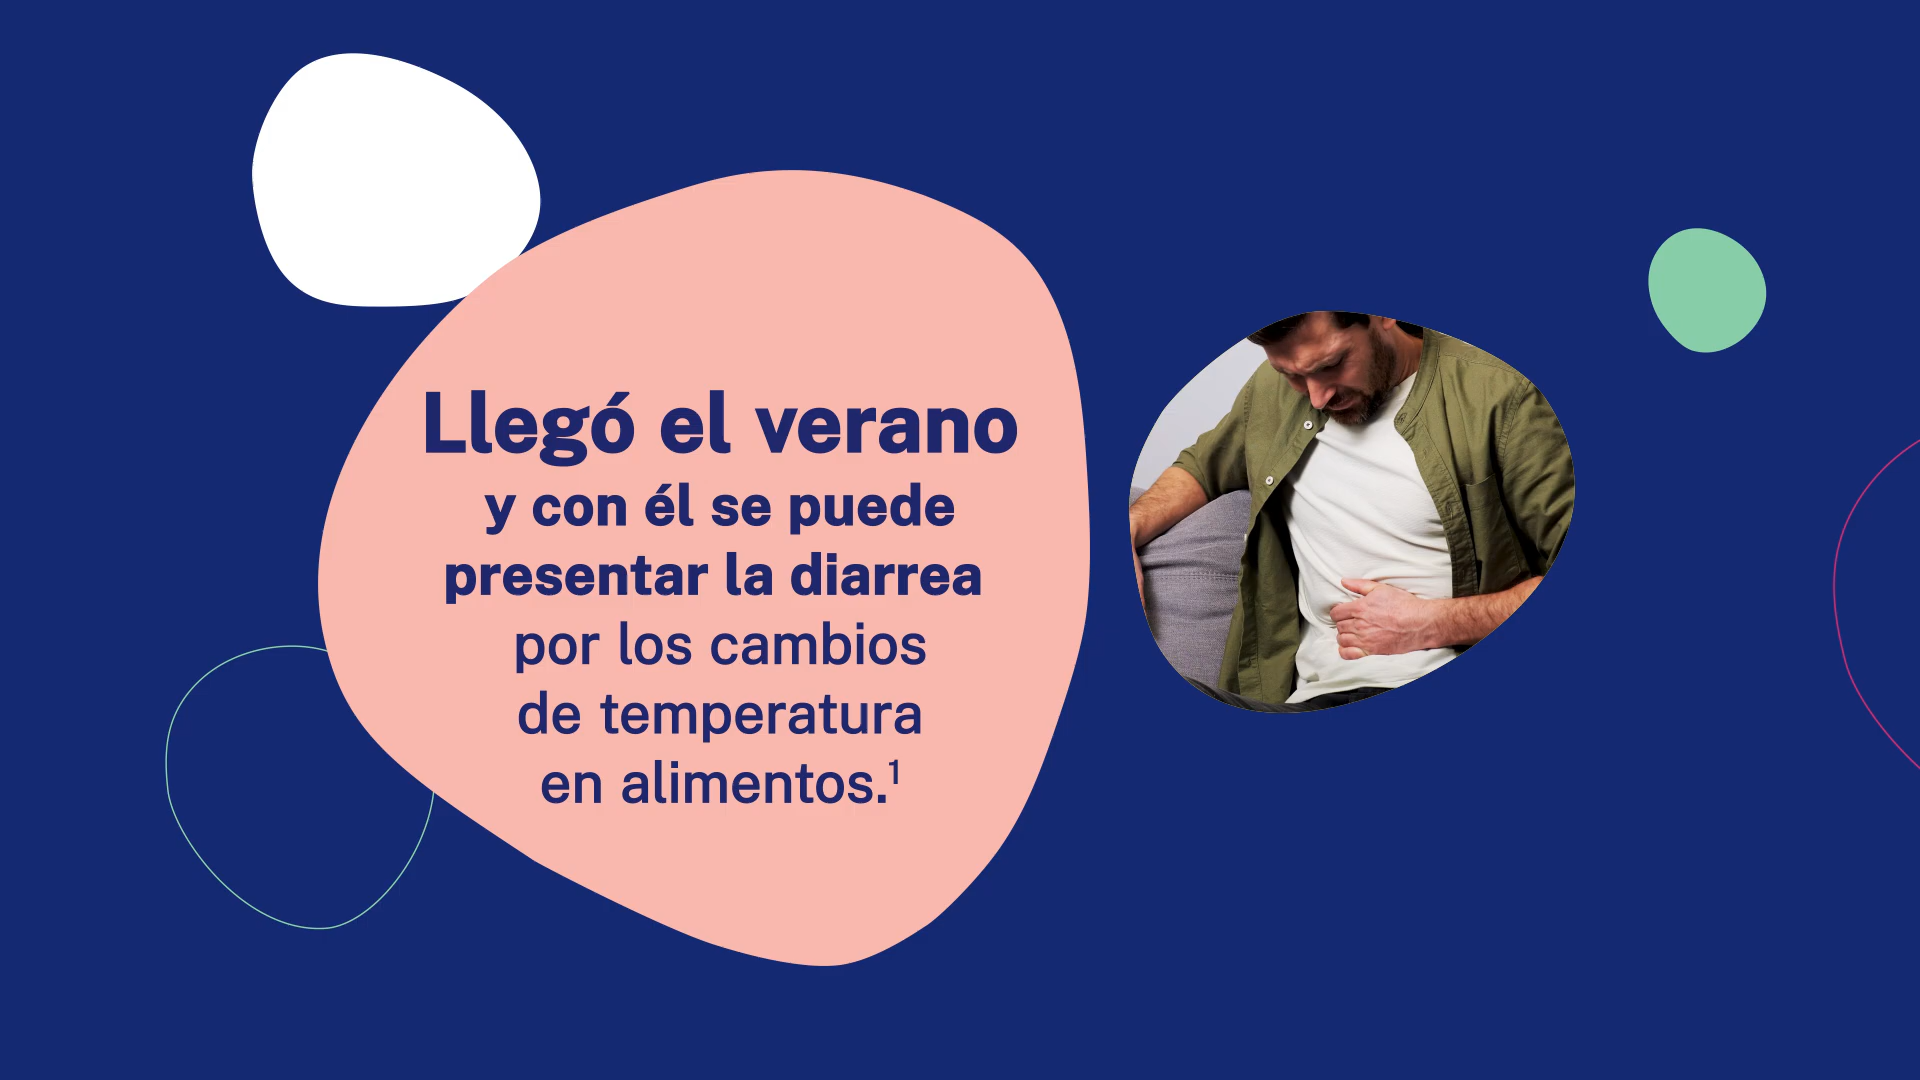 Llegó el verano
y con él se puede
presentar la diarrea
por los cambios
de temperatura
en alimentos.¹